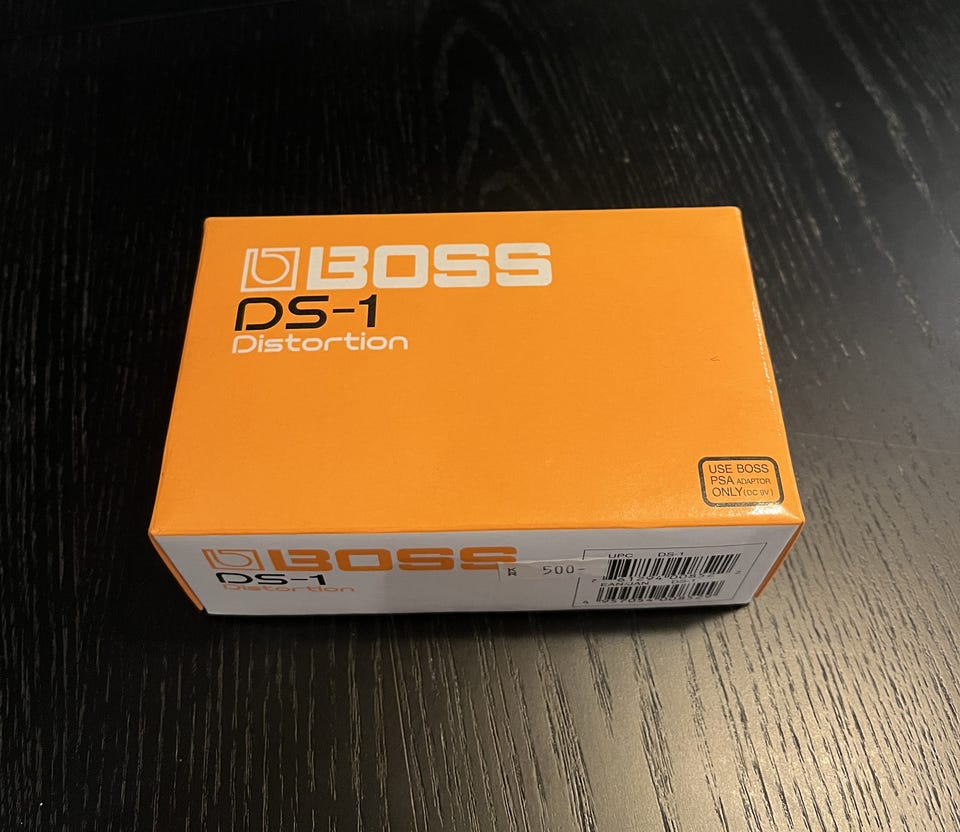 BOSS
DS-1
Distortion
USE BOSS
PSA ADAPTOR
ONLY (DC 9V)
BOSS
DS-1
Distortion
500-
UPC DS-1
EAN/JAN